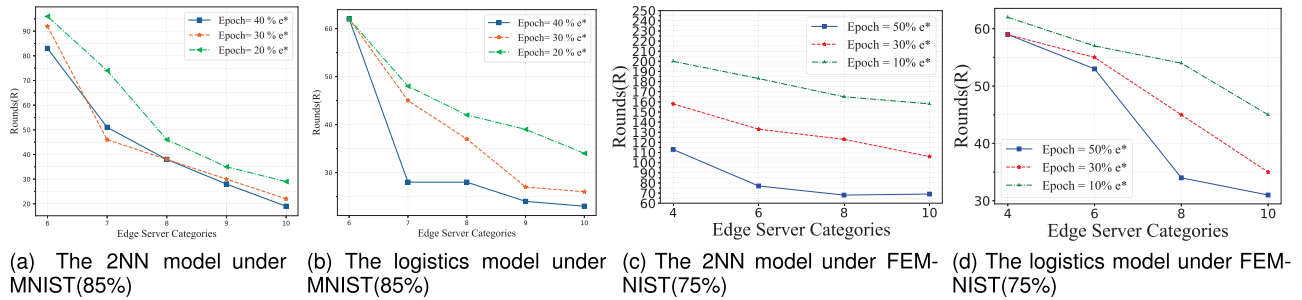 Rounds(R)
90
80
70
60
50
40
30
20
6
7
8
9
10
Edge Server Categories
Epoch= 40 % e*
Epoch= 30 % e*
Epoch= 20 % e*
(a) The 2NN model under
MNIST(85%)
Rounds(R)
60
50
40
30
6
7
8
9
10
Edge Server Categories
Epoch= 40 % e*
Epoch= 30 % e*
Epoch= 20 % e*
(b) The logistics model under
MNIST(85%)
Rounds(R)
250
240
230
220
210
200
190
180
170
160
150
140
130
120
110
100
90
80
70
60
4
6
8
10
Edge Server Categories
Epoch = 50% e*
Epoch = 30% e*
Epoch = 10% e*
(c) The 2NN model under FEM-
NIST(75%)
Rounds(R)
60
50
40
30
4
6
8
10
Edge Server Categories
Epoch = 50% e*
Epoch = 30% e*
Epoch = 10% e*
(d) The logistics model under FEM-
NIST(75%)